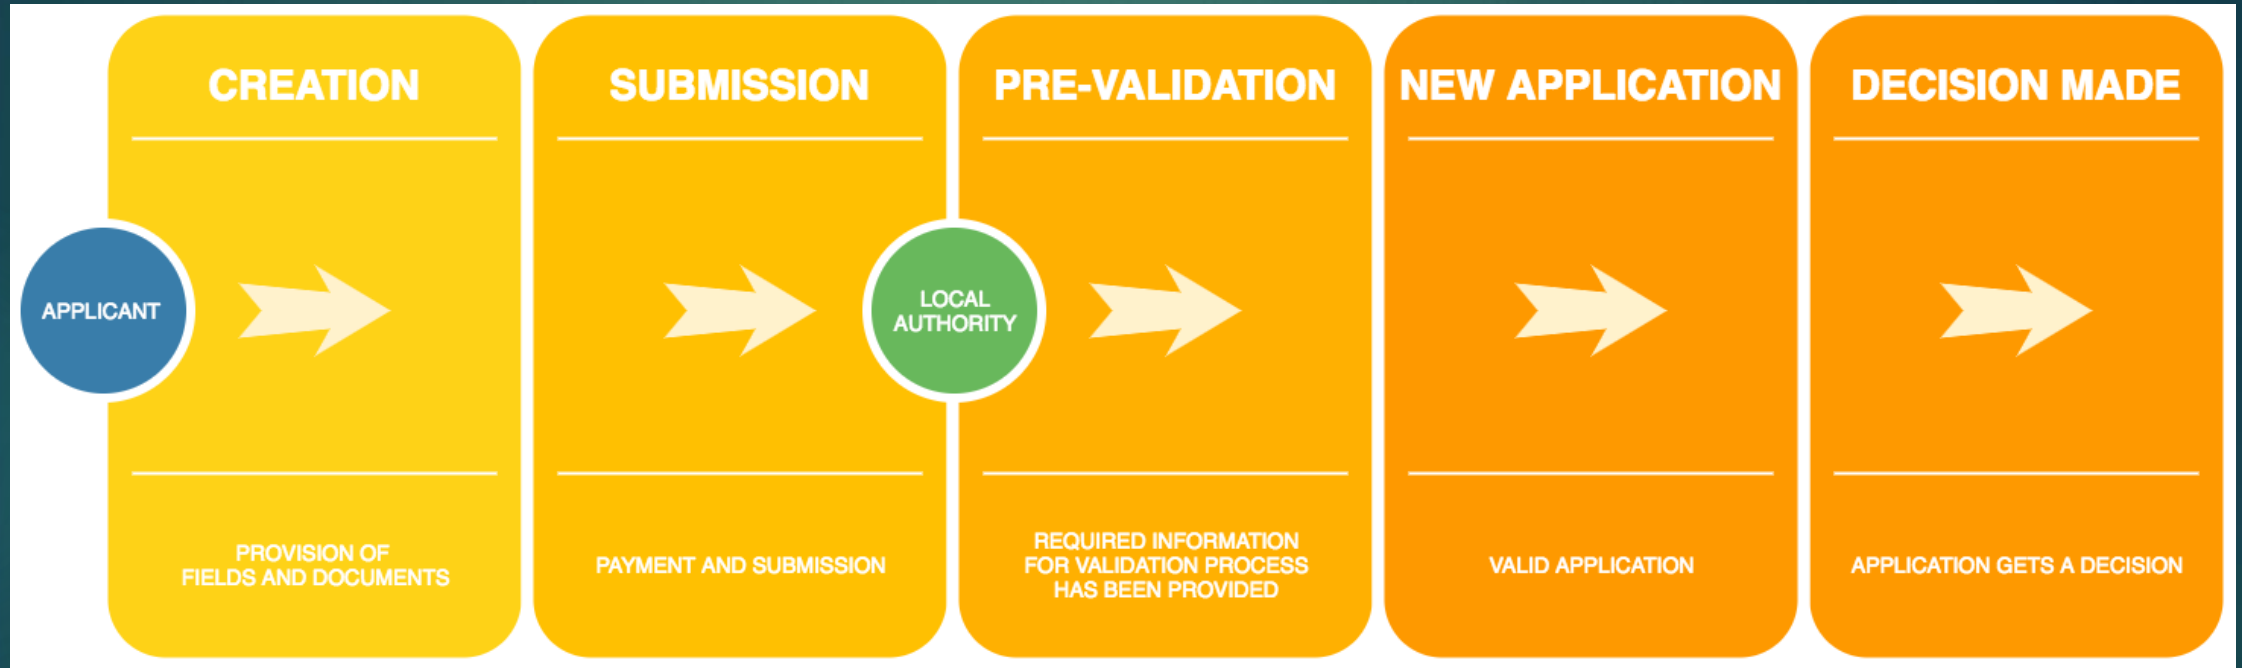 CREATION
SUBMISSION
PRE-VALIDATION
NEW APPLICATION
DECISION MADE
APPLICANT
LOCAL
AUTHORITY
PROVISION OF
FIELDS AND DOCUMENTS
PAYMENT AND SUBMISSION
REQUIRED INFORMATION
FOR VALIDATION PROCESS
HAS BEEN PROVIDED
VALID APPLICATION
APPLICATION GETS A DECISION